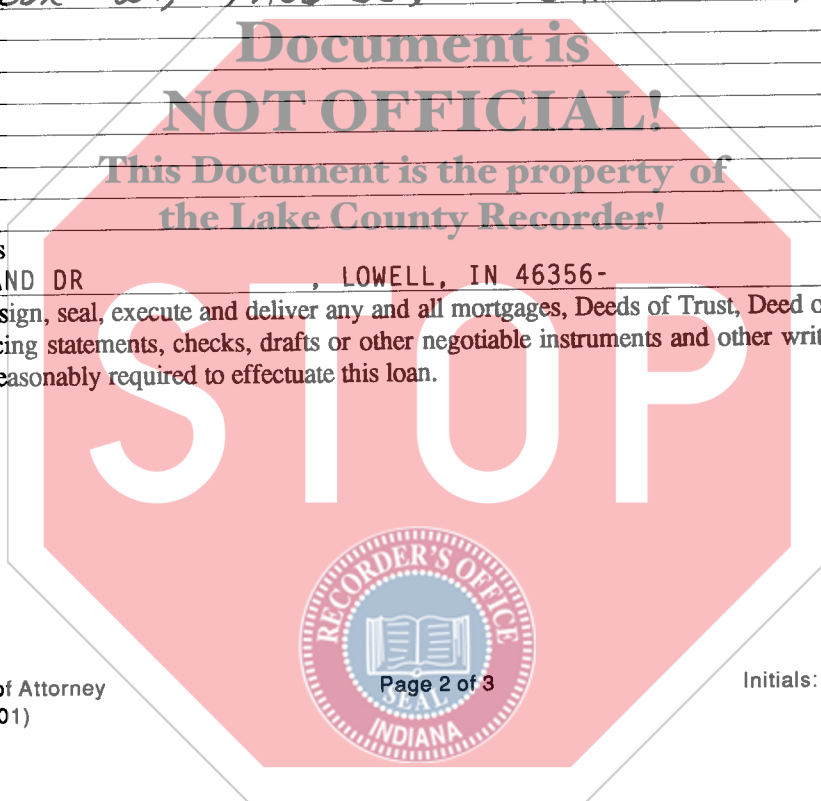 Document is
NOT OFFICIAL!
This Document is the property of
the Lake County Recorder!
s
AND DR , LOWELL, IN 46356-
sign, seal, execute and deliver any and all mortgages, Deeds of Trust, Deed o
cing statements, checks, drafts or other negotiable instruments and other writ
easonably required to effectuate this loan.
STOP
RECORDER'S OFFICE
SEAL
INDIANA
of Attorney
Page 2 of 3
Initials:
01)